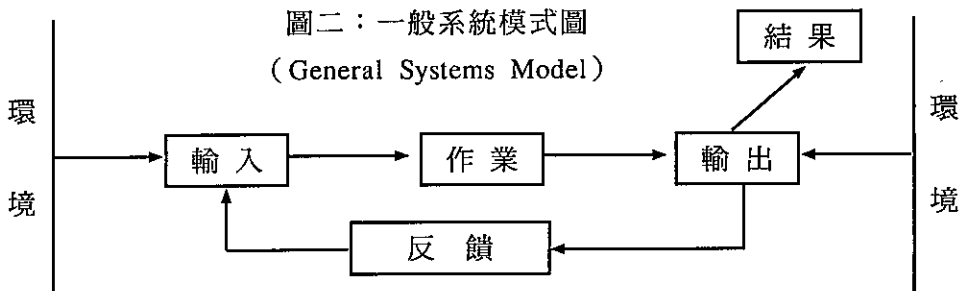 圖二：一般系統模式圖
（General Systems Model）
結果
環境
輸入
作業
輸出
環境
反饋